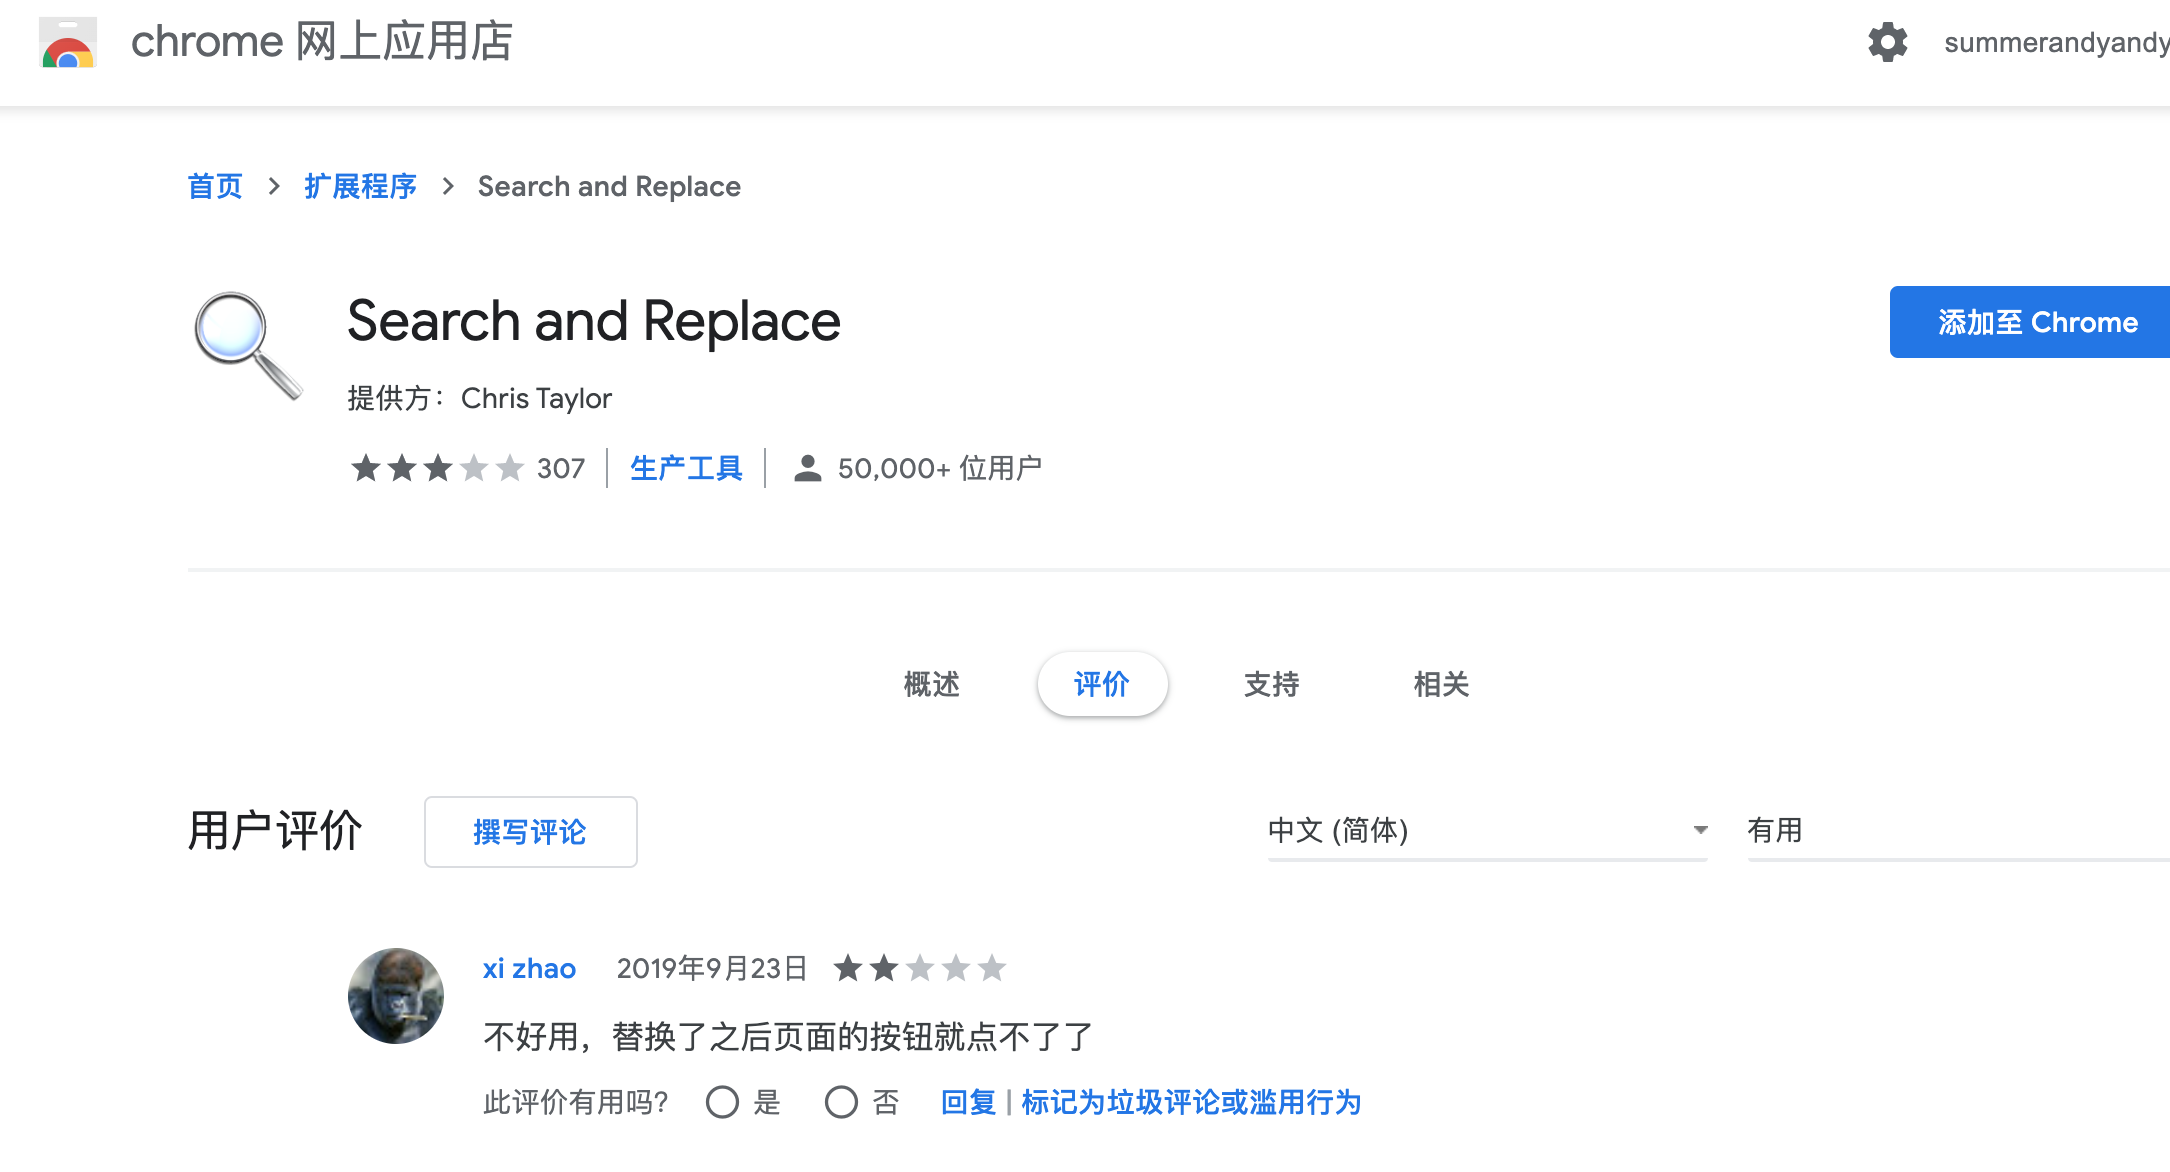 chrome 网上应用店
summerandyandy
首页 > 扩展程序 > Search and Replace
Search and Replace
添加至 Chrome
提供方： Chris Taylor
307 生产工具 50,000+ 位用户
概述 评价 支持 相关
用户评价 撰写评论 中文 (简体) 有用
xi zhao 2019年9月23日
不好用，替换了之后页面的按钮就点不了了
此评价有用吗? 是 否 回复 | 标记为垃圾评论或滥用行为